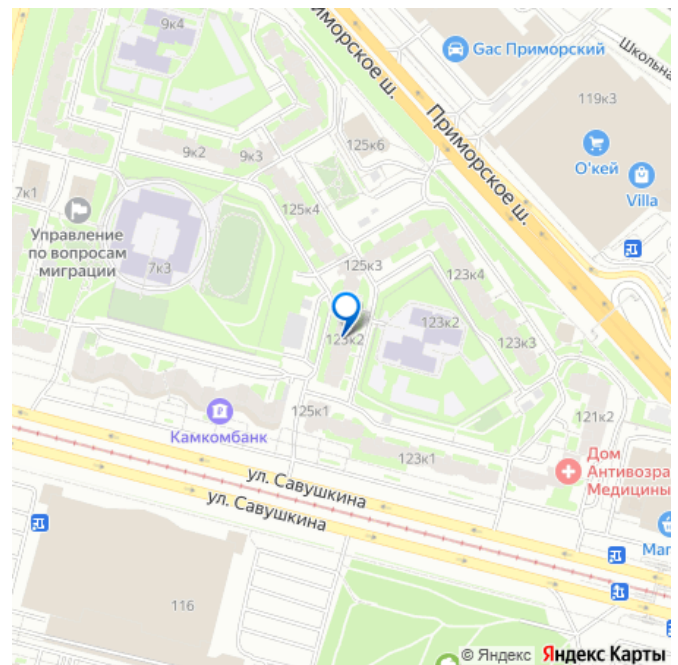 9к4
Приморское ш.
Gac Приморский
Школьна
119к3
О'кей
Villa
Приморское ш.
125к6
9к2
9к3
7к1
125к4
Управление
по вопросам
миграции
7к3
125к3
123к4
123к2
123к2
123к3
125к1
121к2
Камкомбанк
123к1
Дом
Антивозра
Медицины
ул. Савушкина
ул. Савушкина
Маг
116
© Яндекс Яндекс Карты